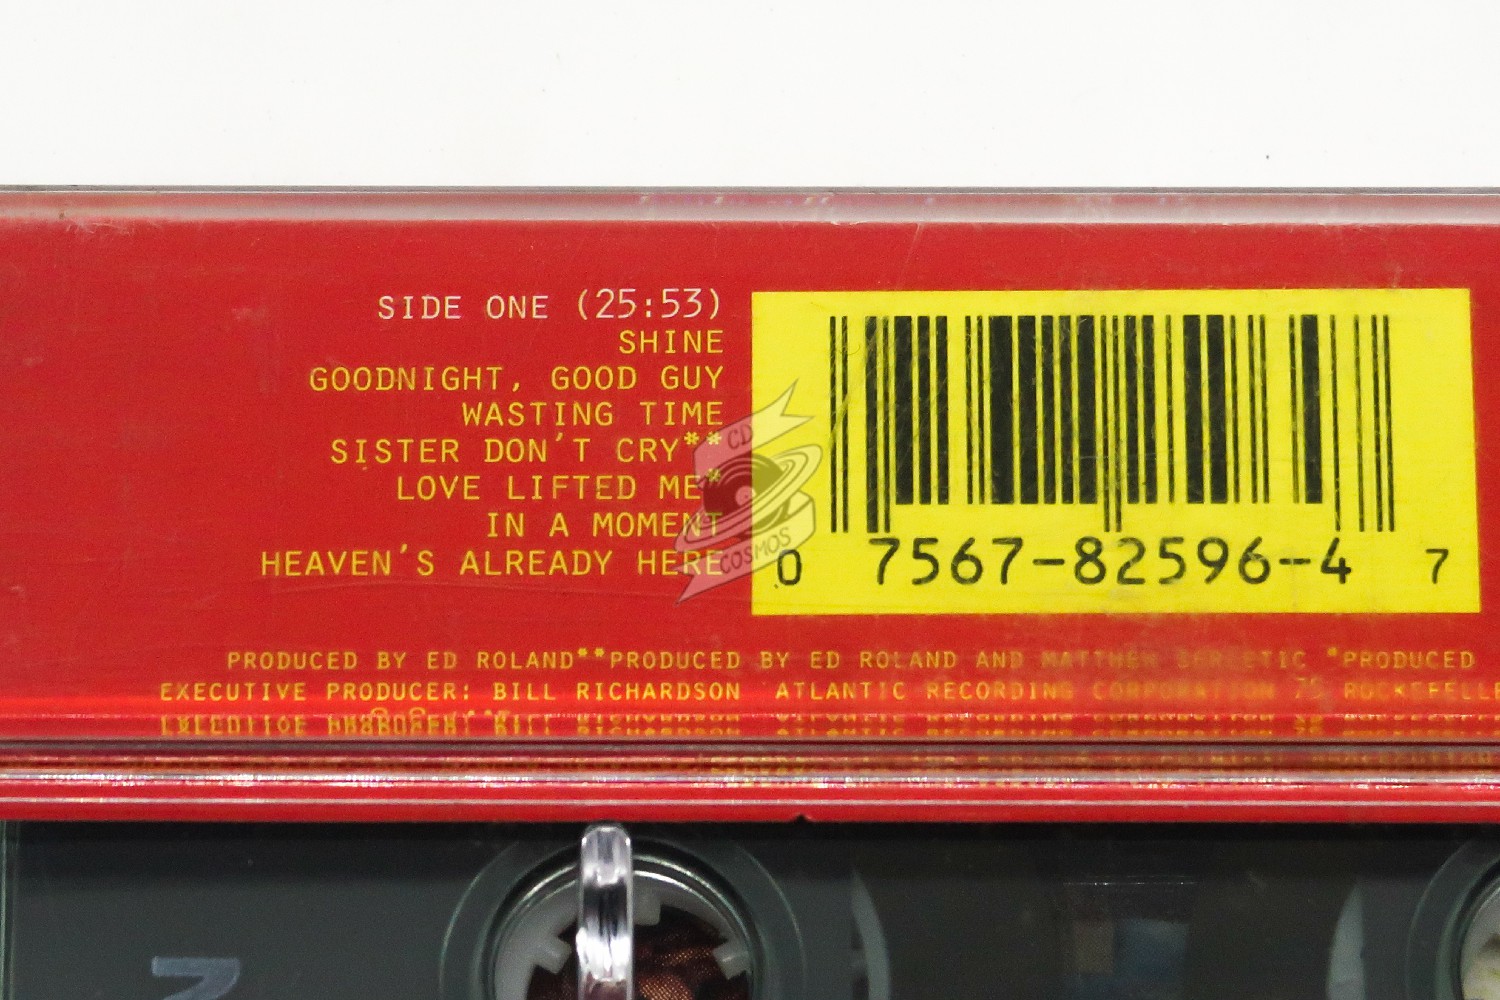 SIDE ONE (25:53)
SHINE
GOODNIGHT, GOOD GUY
WASTING TIME
SISTER DON'T CRY**
LOVE LIFTED ME*
IN A MOMENT
HEAVEN'S ALREADY HERE
0 7567-82596-4 7
CD
COSMOS
PRODUCED BY ED ROLAND**PRODUCED BY ED ROLAND AND MATTHEW SERLETIC *PRODUCED
EXECUTIVE PRODUCER: BILL RICHARDSON ATLANTIC RECORDING CORPORATION 75